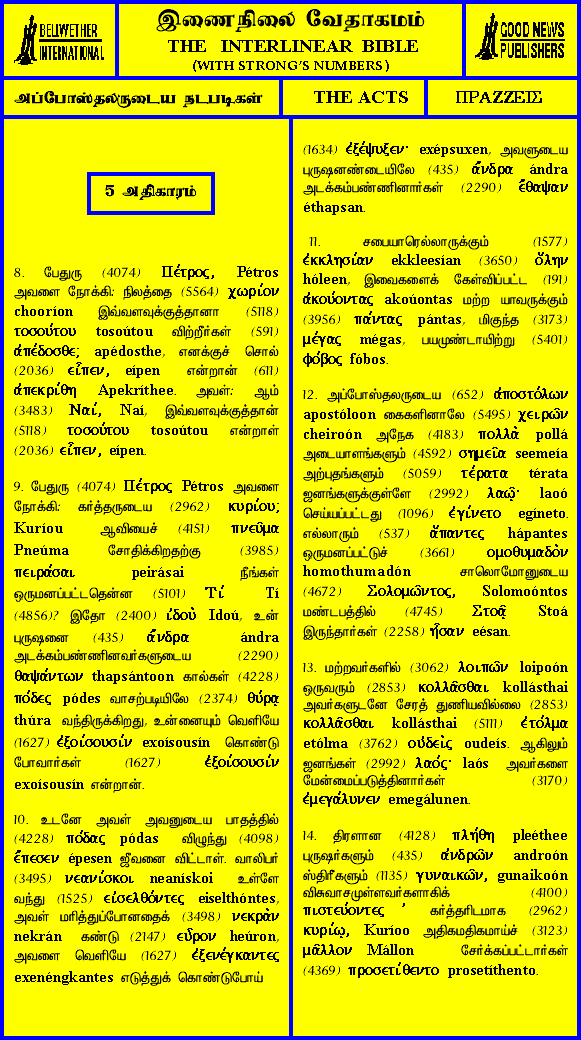 BELLWETHER
INTERNATIONAL
இணைநிலை வேதாகமம்
THE INTERLINEAR BIBLE
(WITH STRONG'S NUMBERS)
GOOD NEWS
PUBLISHERS
அப்போஸ்தலருடைய நடபடிகள்
THE ACTS
ΠΡΑΖΖΕΙΣ
5 அதிகாரம்
8. பேதுரு (4074) Πέτρος, Pétros
அவளை நோக்கி: நிலத்தை (5564) χωρίον
chooríon இவ்வளவுக்குத்தானா (5118)
τοσούτου tosoútou விற்றீர்கள் (591)
ἀπέδοσθε; apédosthe, எனக்குச் சொல்
(2036) εἶπεν, eípen என்றான் (611)
ἀπεκρίθη Apekríthee. அவள்: ஆம்
(3483) Ναί, Naí, இவ்வளவுக்குத்தான்
(5118) τοσούτου tosoútou என்றாள்
(2036) εἶπεν, eípen.
9. பேதுரு (4074) Πέτρος Pétros அவளை
நோக்கி: கர்த்தருடைய (2962) κυρίου;
Kuríou ஆவியைச் (4151) πνεῦμα
Pneúma சோதிக்கிறதற்கு (3985)
πειράσαι peirásai நீங்கள்
ஒருமனப்பட்டதென்ன (5101) Τί Tí
(4856)? இதோ (2400) ἰδοὺ Idoú, உன்
புருஷனை (435) ἄνδρα ándra
அடக்கம்பண்ணினவர்களுடைய (2290)
θαψάντων thapsántoon கால்கள் (4228)
πόδες pódes வாசற்படியிலே (2374) θύρᾳ
thúra வந்திருக்கிறது, உன்னையும் வெளியே
(1627) ἐξοίσουσίν exoísousín கொண்டு
போவார்கள் (1627) ἐξοίσουσίν
exoísousín என்றான்.
10. உடனே அவள் அவனுடைய பாதத்தில்
(4228) πόδας pódas விழுந்து (4098)
ἔπεσεν épesen ஜீவனை விட்டாள். வாலிபர்
(3495) νεανίσκοι neanískoi உள்ளே
வந்து (1525) εἰσελθόντες eiselthóntes,
அவள் மரித்துப்போனதைக் (3498) νεκρὰν
nekrán கண்டு (2147) εὗρον heúron,
அவளை வெளியே (1627) ἐξενέγκαντες
exenéngkantes எடுத்துக் கொண்டுபோய்
(1634) ἐξέψυξεν· exépsuxen, அவளுடைய
புருஷனண்டையிலே (435) ἄνδρα ándra
அடக்கம்பண்ணினார்கள் (2290) ἔθαψαν
éthapsan.
11. சபையாரெல்லாருக்கும் (1577)
ἐκκλησίαν ekkleesían (3650) ὅλην
hóleen, இவைகளைக் கேள்விப்பட்ட (191)
ἀκούοντας akoúontas மற்ற யாவருக்கும்
(3956) πάντας pántas, மிகுந்த (3173)
μέγας mégas, பயமுண்டாயிற்று (5401)
φόβος fóbos.
12. அப்போஸ்தலருடைய (652) ἀποστόλων
apostóloon கைகளினாலே (5495) χειρῶν
cheiroón அநேக (4183) πολλὰ pollá
அடையாளங்களும் (4592) σημεῖα seemeía
அற்புதங்களும் (5059) τέρατα térata
ஜனங்களுக்குள்ளே (2992) λαῷ· laoó
செய்யப்பட்டது (1096) ἐγίνετο egíneto.
எல்லாரும் (537) ἅπαντες hápantes
ஒருமனப்பட்டுச் (3661) ομοθυμαδὸν
homothumadón சாலொமோனுடைய
(4672) Σολομῶντος, Solomoóntos
மண்டபத்தில் (4745) Στοᾷ Stoá
இருந்தார்கள் (2258) ἦσαν eésan.
13. மற்றவர்களில் (3062) λοιπῶν loipoón
ஒருவரும் (2853) κολλᾶσθαι kollásthai
அவர்களுடனே சேரத் துணியவில்லை (2853)
κολλᾶσθαι kollásthai (5111) ἐτόλμα
etólma (3762) οὐδεὶς oudeís. ஆகிலும்
ஜனங்கள் (2992) λαός· laós அவர்களை
மேன்மைப்படுத்தினார்கள் (3170)
ἐμεγάλυνεν emegálunen.
14. திரளான (4128) πλήθη pleéthee
புருஷர்களும் (435) ἀνδρῶν androón
ஸ்திரீகளும் (1135) γυναικῶν, gunaikoón
விசுவாசமுள்ளவர்களாகிக் (4100)
πιστεύοντες ’ கர்த்தரிடமாக (2962)
κυρίῳ, Kuríoo அதிகமதிகமாய்ச் (3123)
μᾶλλον Mállon சேர்க்கப்பட்டார்கள்
(4369) προσετίθεντο prosetíthento.